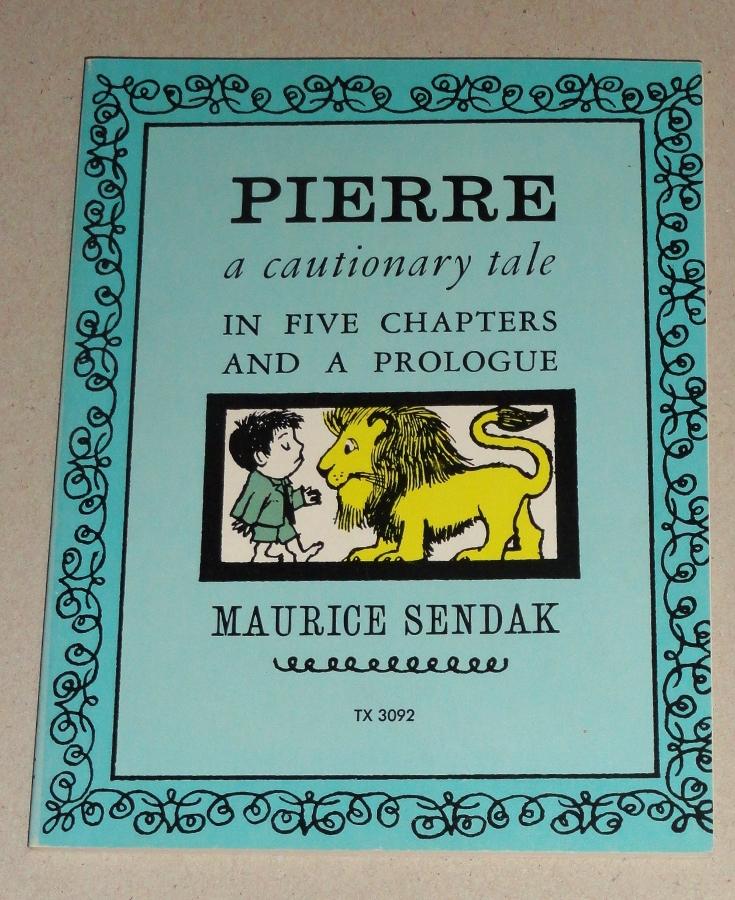 PIERRE
a cautionary tale
IN FIVE CHAPTERS
AND A PROLOGUE
MAURICE SENDAK
TX 3092